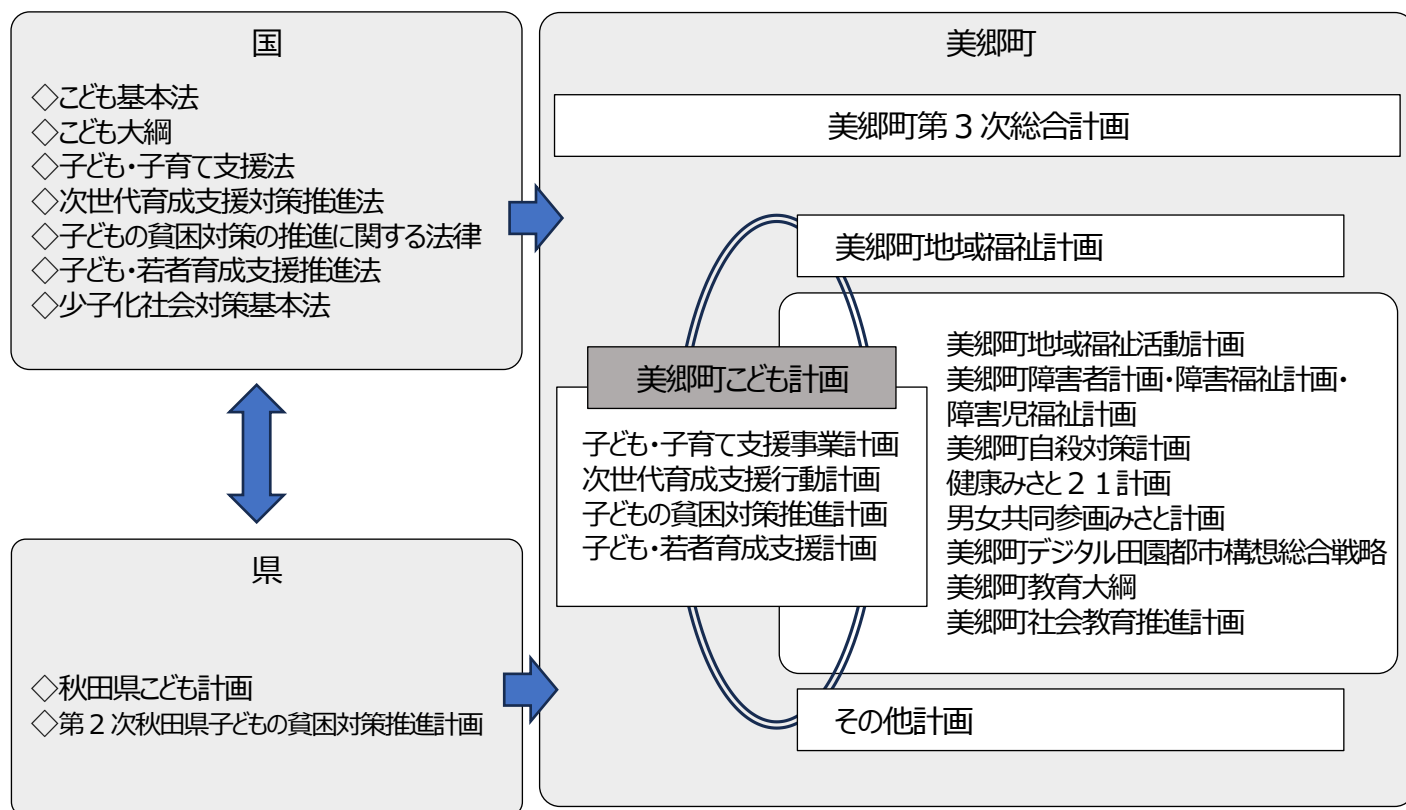 国
◇こども基本法
◇こども大綱
◇子ども・子育て支援法
◇次世代育成支援対策推進法
◇子どもの貧困対策の推進に関する法律
◇子ども・若者育成支援推進法
◇少子化社会対策基本法
県
◇秋田県こども計画
◇第２次秋田県子どもの貧困対策推進計画
美郷町
美郷町第３次総合計画
美郷町地域福祉計画
美郷町こども計画
子ども・子育て支援事業計画
次世代育成支援行動計画
子どもの貧困対策推進計画
子ども・若者育成支援計画
美郷町地域福祉活動計画
美郷町障害者計画・障害福祉計画・
障害児福祉計画
美郷町自殺対策計画
健康みさと２１計画
男女共同参画みさと計画
美郷町デジタル田園都市構想総合戦略
美郷町教育大綱
美郷町社会教育推進計画
その他計画